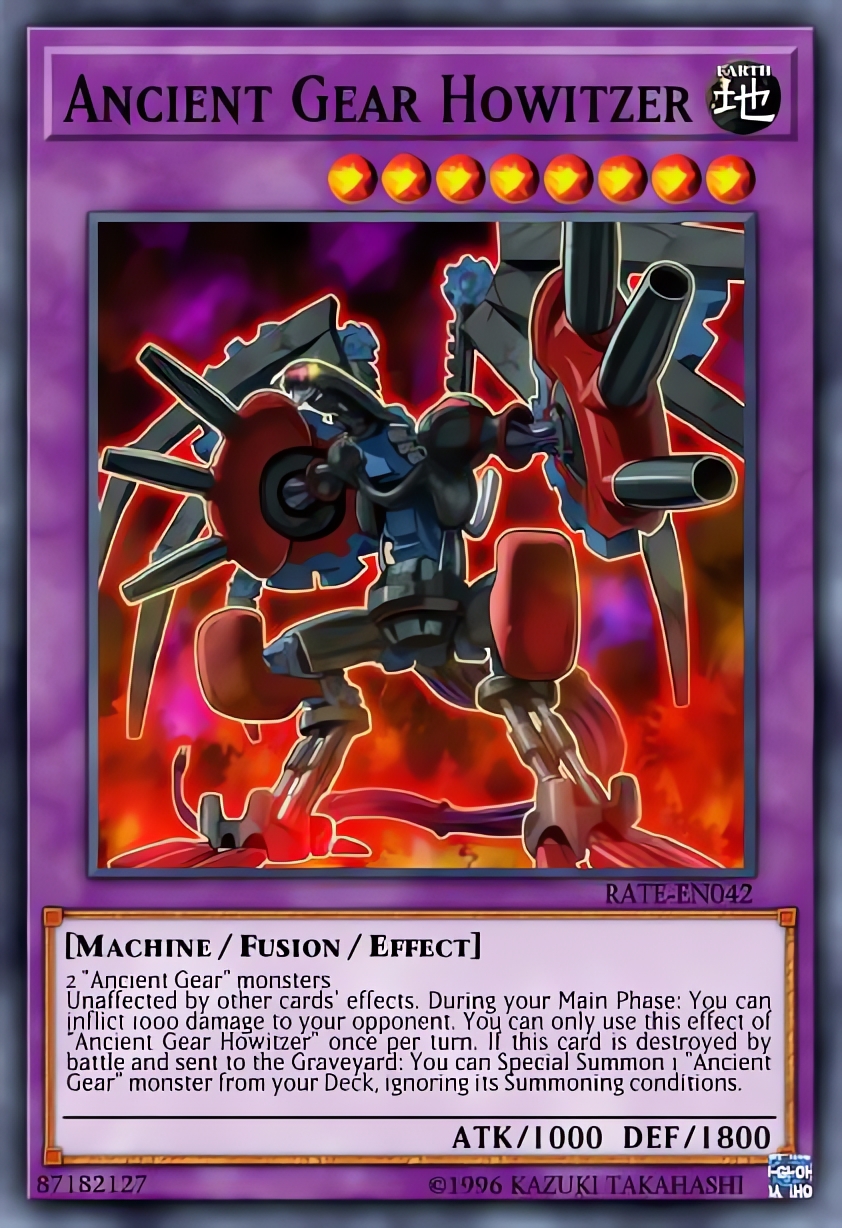 ANCIENT GEAR HOWITZER
EARTH
地
RATE-EN042
[MACHINE / FUSION / EFFECT]
2 "Ancient Gear" monsters
Unaffected by other cards' effects. During your Main Phase: You can
inflict 1000 damage to your opponent. You can only use this effect of
"Ancient Gear Howitzer" once per turn. If this card is destroyed by
battle and sent to the Graveyard: You can Special Summon 1 "Ancient
Gear" monster from your Deck, ignoring its Summoning conditions.
ATK/1000 DEF/1800
87182127
©1996 KAZUKI TAKAHASHI